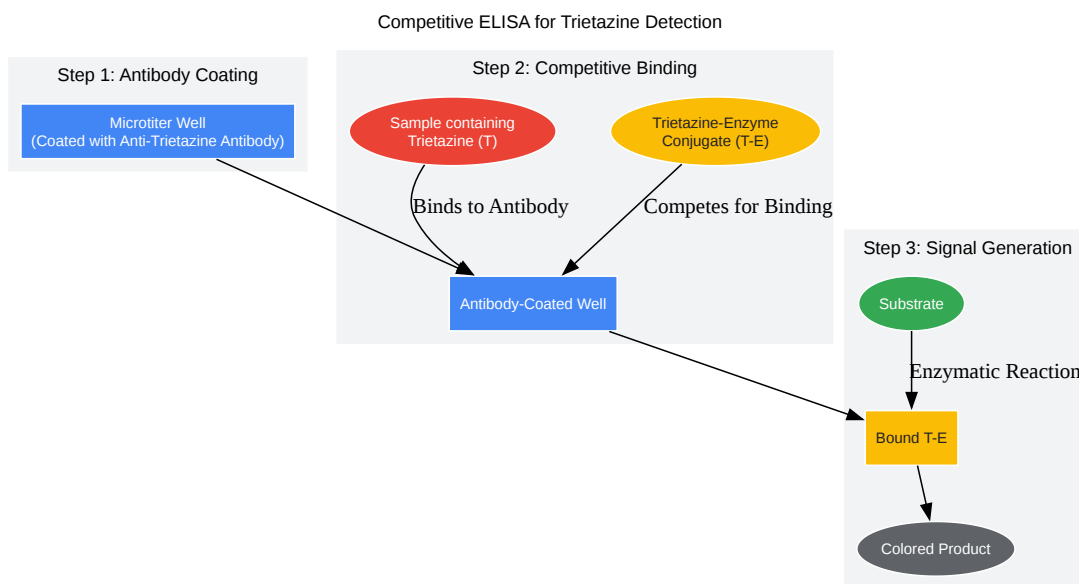 Competitive ELISA for Trietazine Detection
Step 1: Antibody Coating
Microtiter Well
(Coated with Anti-Trietazine Antibody)
Step 2: Competitive Binding
Sample containing
Trietazine (T)
Trietazine-Enzyme
Conjugate (T-E)
Binds to Antibody
Competes for Binding
Antibody-Coated Well
Step 3: Signal Generation
Substrate
Enzymatic Reaction
Bound T-E
Colored Product